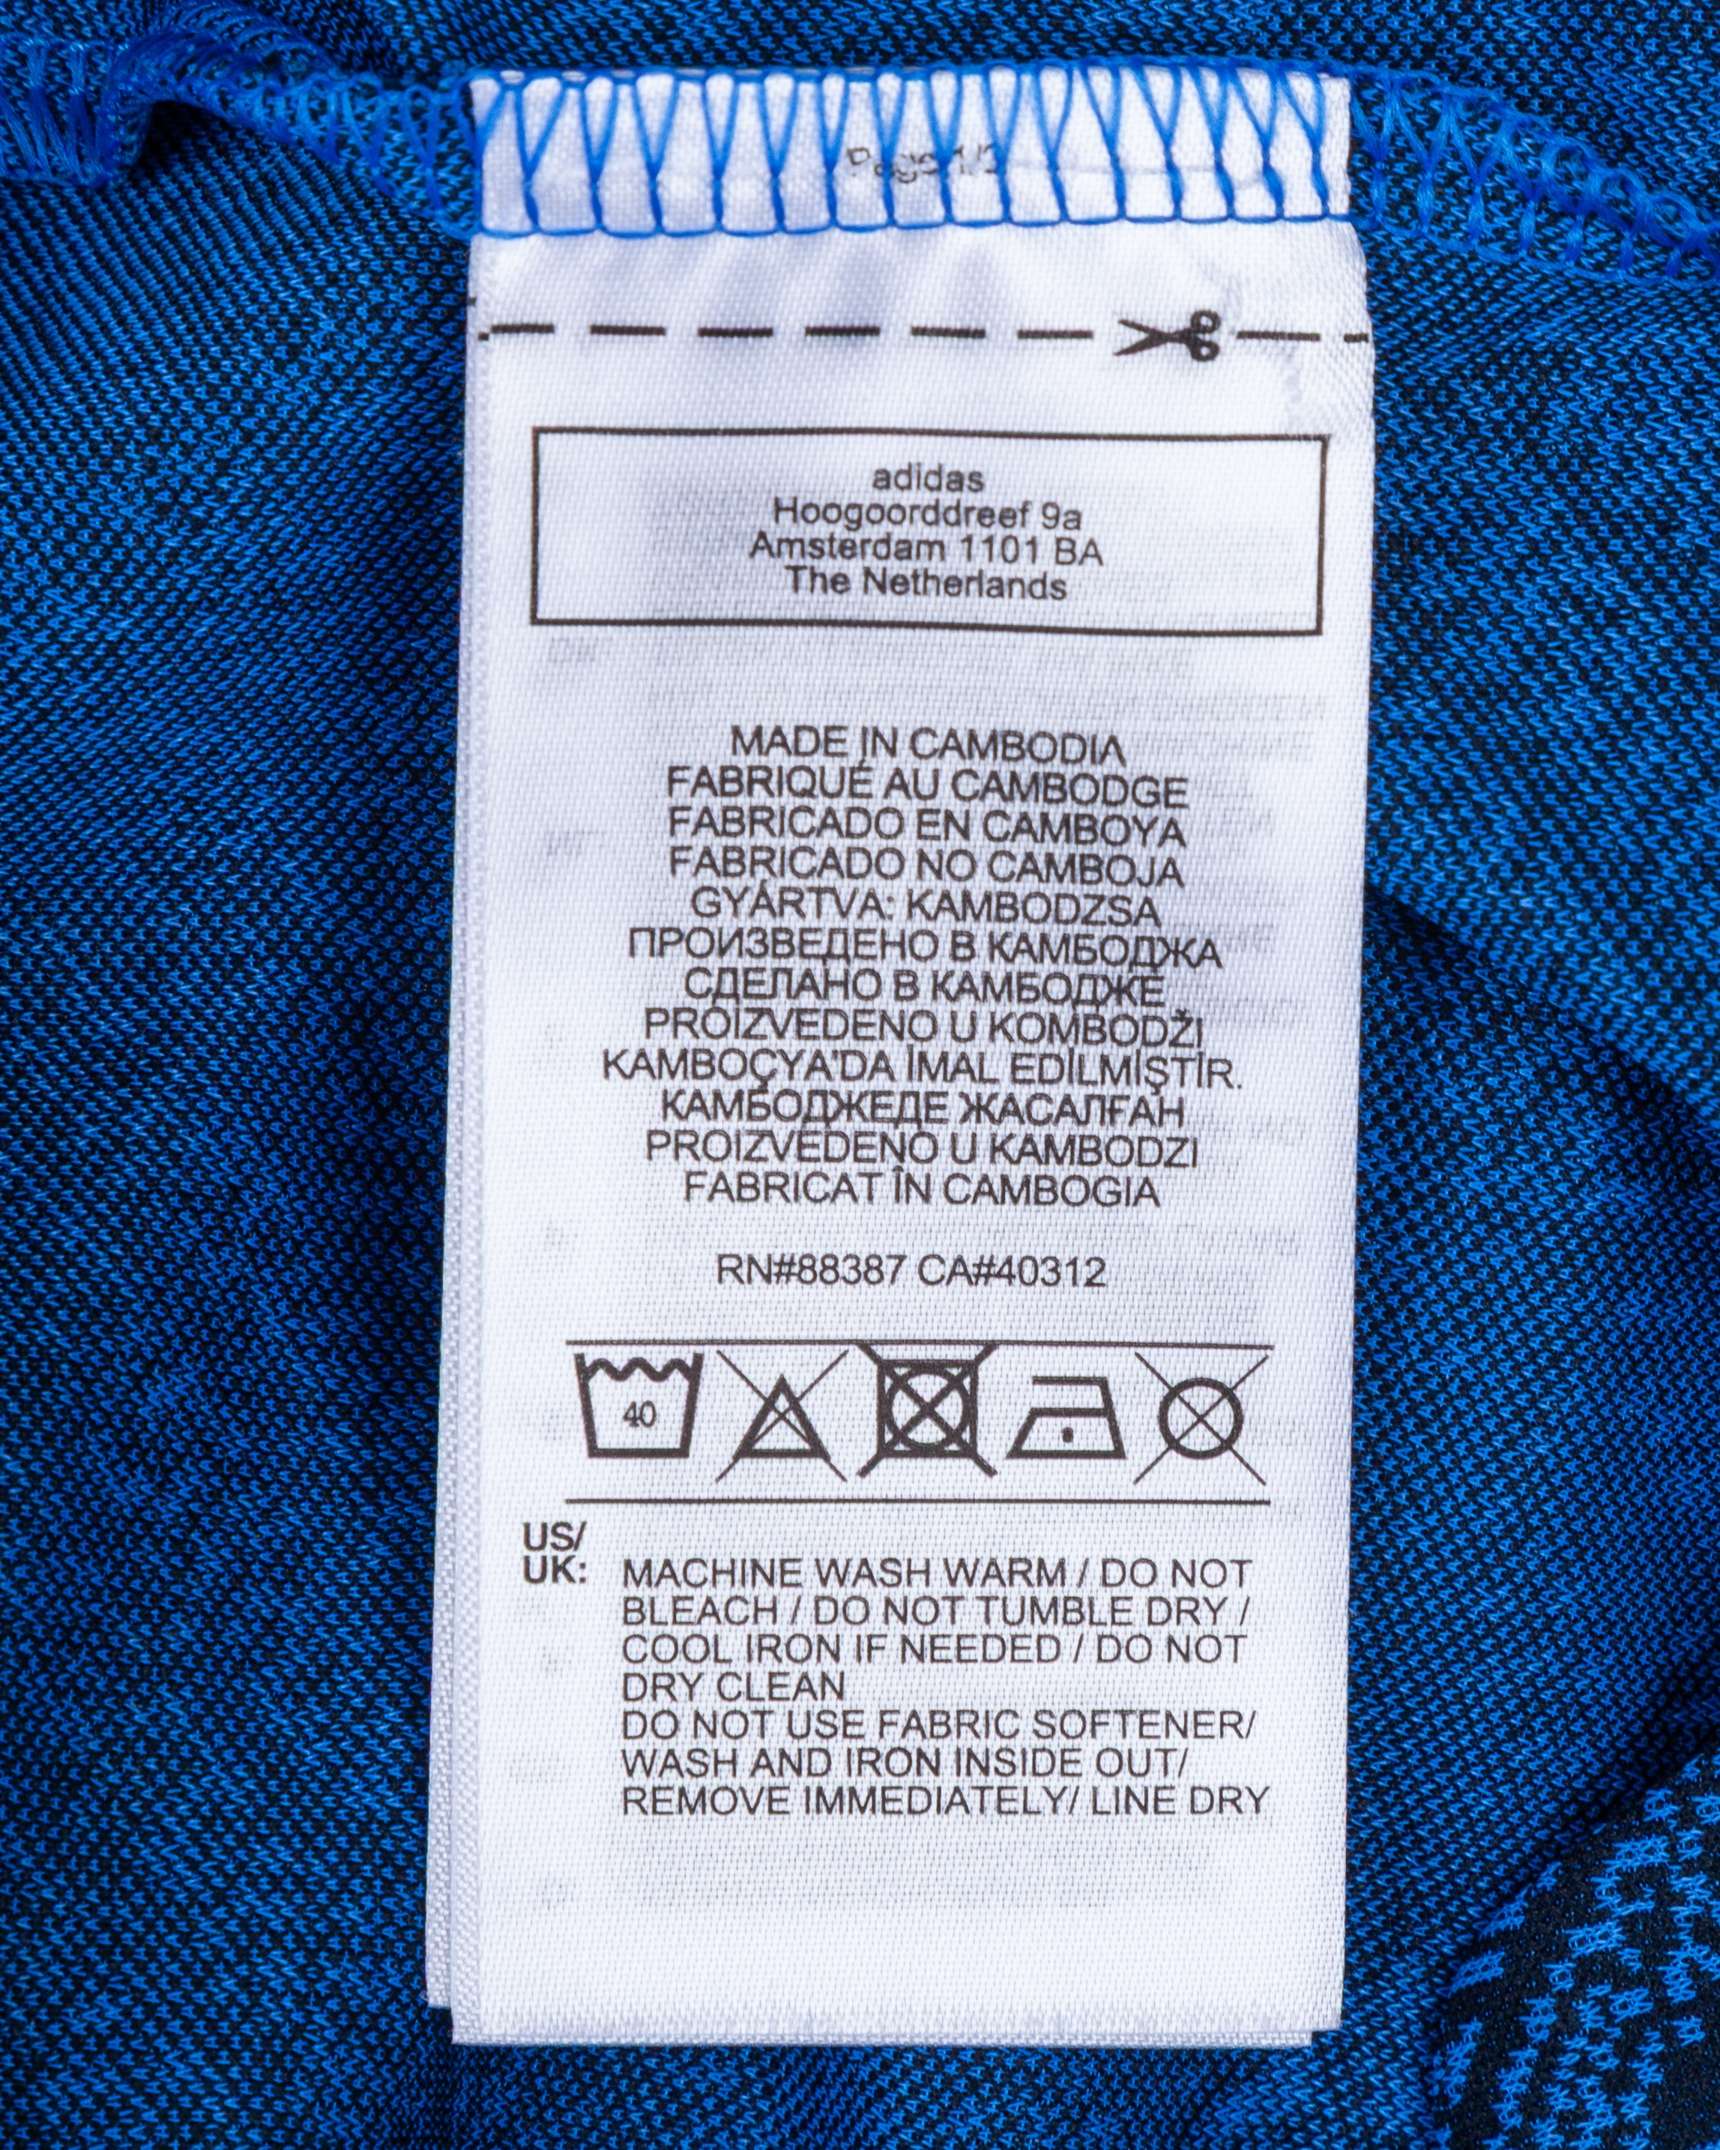 adidas
Hoogoorddreef 9a
Amsterdam 1101 BA
The Netherlands
MADE IN CAMBODIA
FABRIQUÉ AU CAMBODGE
FABRICADO EN CAMBOYA
FABRICADO NO CAMBOJA
GYÁRTVA: KAMBODZSA
ПРОИЗВЕДЕНО В КАМБОДЖА
СДЕЛАНО В КАМБОДЖЕ
PROIZVEDENO U KOMBODŽI
KAMBOÇYA'DA İMAL EDİLMİŞTİR.
КАМБОДЖЕДЕ ЖАСАЛҒАН
PROIZVEDENO U KAMBODZI
FABRICAT ÎN CAMBOGIA
RN#88387 CA#40312
40
US/
UK: MACHINE WASH WARM / DO NOT
BLEACH / DO NOT TUMBLE DRY /
COOL IRON IF NEEDED / DO NOT
DRY CLEAN
DO NOT USE FABRIC SOFTENER/
WASH AND IRON INSIDE OUT/
REMOVE IMMEDIATELY/ LINE DRY